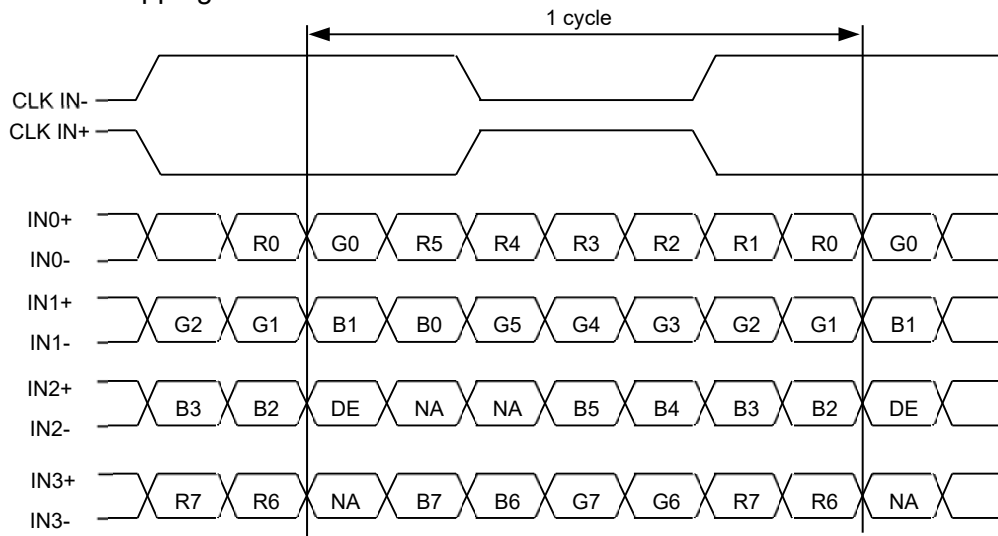 1 cycle
CLK IN-
CLK IN+
IN0+
R0 G0 R5 R4 R3 R2 R1 R0 G0
IN0-
IN1+
G2 G1 B1 B0 G5 G4 G3 G2 G1 B1
IN1-
IN2+
B3 B2 DE NA NA B5 B4 B3 B2 DE
IN2-
IN3+
R7 R6 NA B7 B6 G7 G6 R7 R6 NA
IN3-